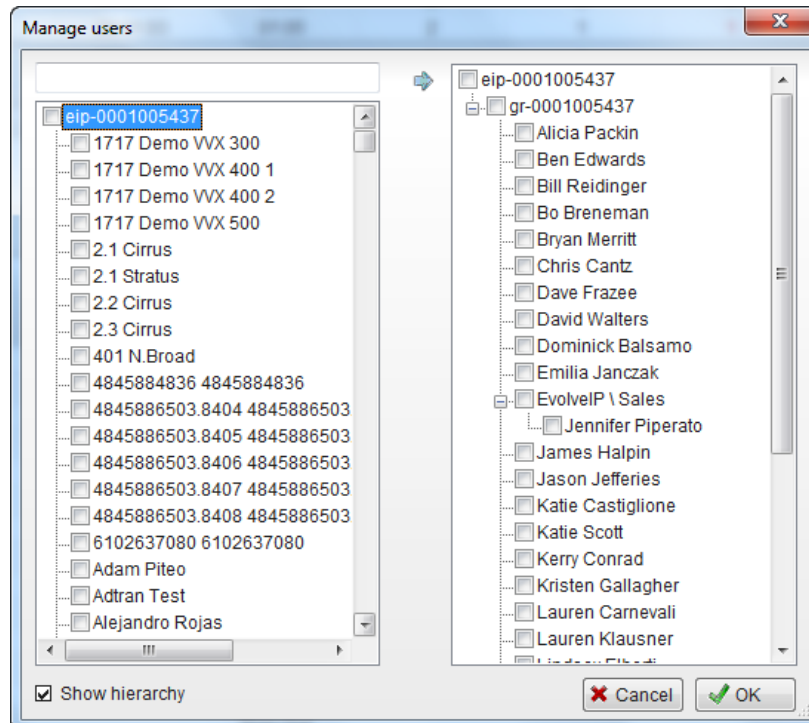 Manage users
eip-0001005437
1717 Demo VVX 300
1717 Demo VVX 400 1
1717 Demo VVX 400 2
1717 Demo VVX 500
2.1 Cirrus
2.1 Stratus
2.2 Cirrus
2.3 Cirrus
401 N.Broad
4845884836 4845884836
4845886503.8404 4845886503.
4845886503.8405 4845886503.
4845886503.8406 4845886503.
4845886503.8407 4845886503.
4845886503.8408 4845886503.
6102637080 6102637080
Adam Piteo
Adtran Test
Alejandro Rojas
eip-0001005437
gr-0001005437
Alicia Packin
Ben Edwards
Bill Reidinger
Bo Breneman
Bryan Merritt
Chris Cantz
Dave Frazee
David Walters
Dominick Balsamo
Emilia Janczak
EvolveIP \ Sales
Jennifer Piperato
James Halpin
Jason Jefferies
Katie Castiglione
Katie Scott
Kerry Conrad
Kristen Gallagher
Lauren Carnevali
Lauren Klausner
Show hierarchy
Cancel
OK